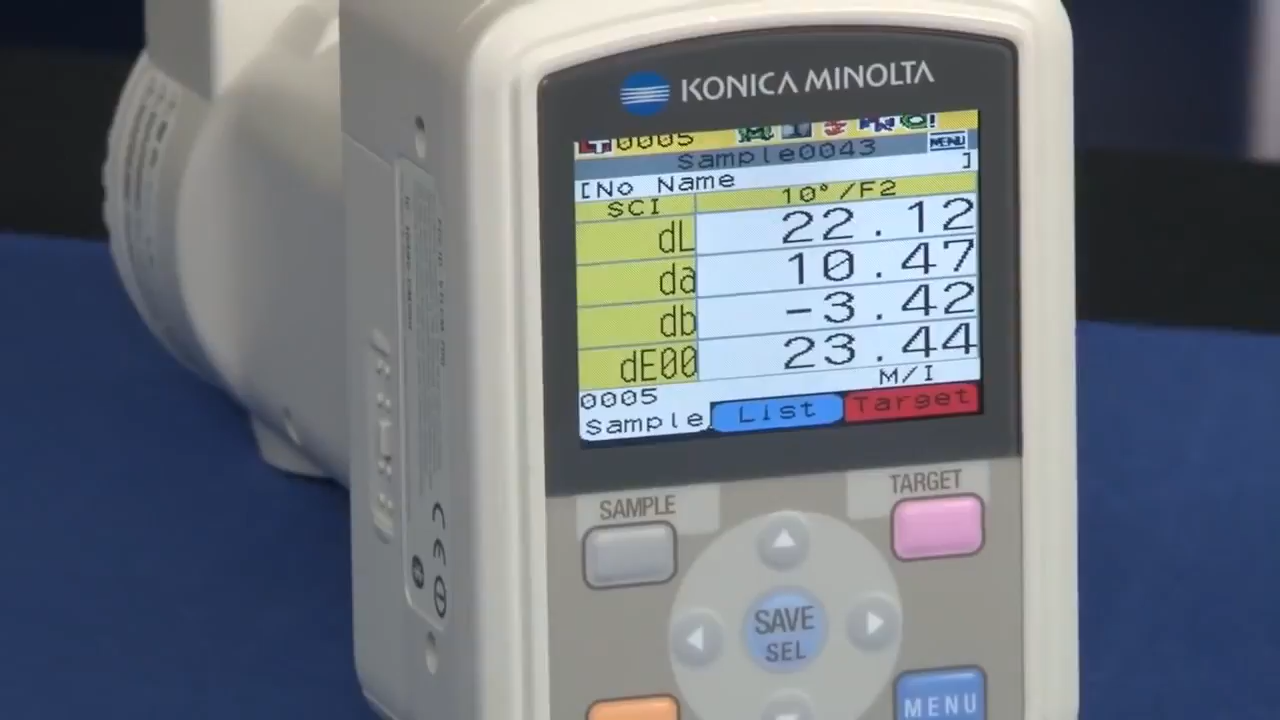 KONICA MINOLTA
0005
Sample0043
MENU
[No Name ]
SCI 10°/F2
dL 22.12
da 10.47
db -3.42
dE00 23.44
M/I
0005
Sample List Target
SAMPLE
TARGET
SAVE
SEL
MENU
CE